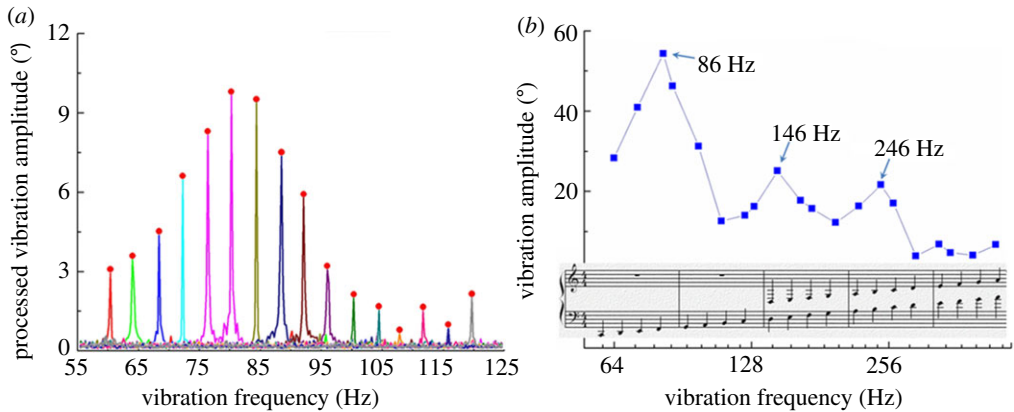 (a)
12
9
6
3
0
processed vibration amplitude (°)
55 65 75 85 95 105 115 125
vibration frequency (Hz)
(b)
60
40
20
vibration amplitude (°)
86 Hz
146 Hz
246 Hz
64 128 256
vibration frequency (Hz)